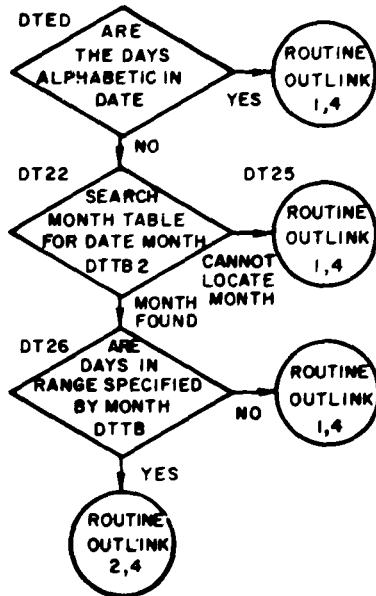 DTED
ARE
THE DAYS
ALPHABETIC IN
DATE
YES
ROUTINE
OUTLINK
1,4
NO
DT22
SEARCH
MONTH TABLE
FOR DATE MONTH
DTTB 2
CANNOT
LOCATE
MONTH
DT25
ROUTINE
OUTLINK
1,4
MONTH
FOUND
DT26
ARE
DAYS IN
RANGE SPECIFIED
BY MONTH
DTTB
NO
ROUTINE
OUTLINK
1,4
YES
ROUTINE
OUTLINK
2,4